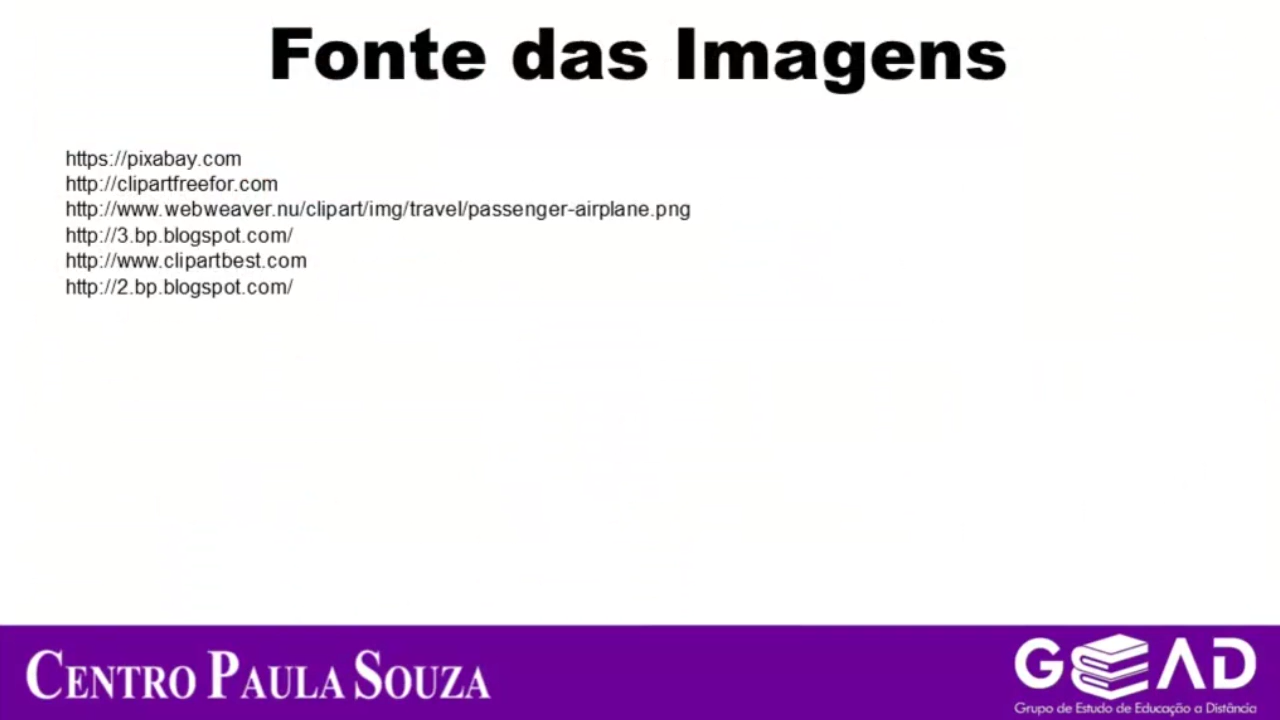 Fonte das Imagens
https://pixabay.com
http://clipartfreefor.com
http://www.webweaver.nu/clipart/img/travel/passenger-airplane.png
http://3.bp.blogspot.com/
http://www.clipartbest.com
http://2.bp.blogspot.com/
CENTRO PAULA SOUZA
GEAD
Grupo de Estudo de Educação a Distância